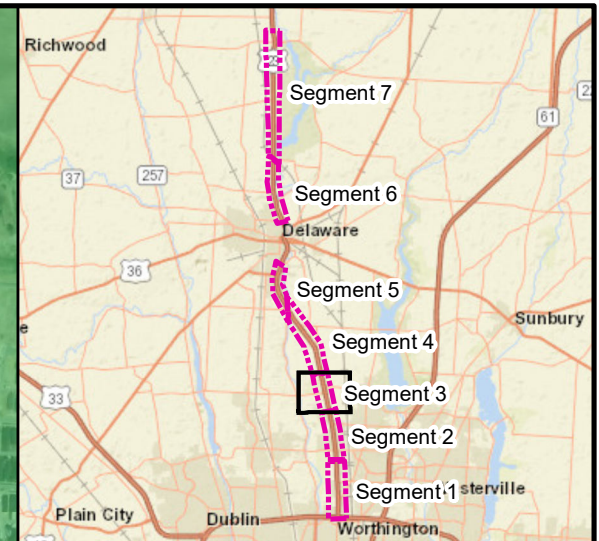 Richwood
Segment 7
61
37
257
Segment 6
Delaware
36
Segment 5
Sunbury
Segment 4
33
Segment 3
Segment 2
Segment 1
sterville
Plain City
Dublin
Worthington